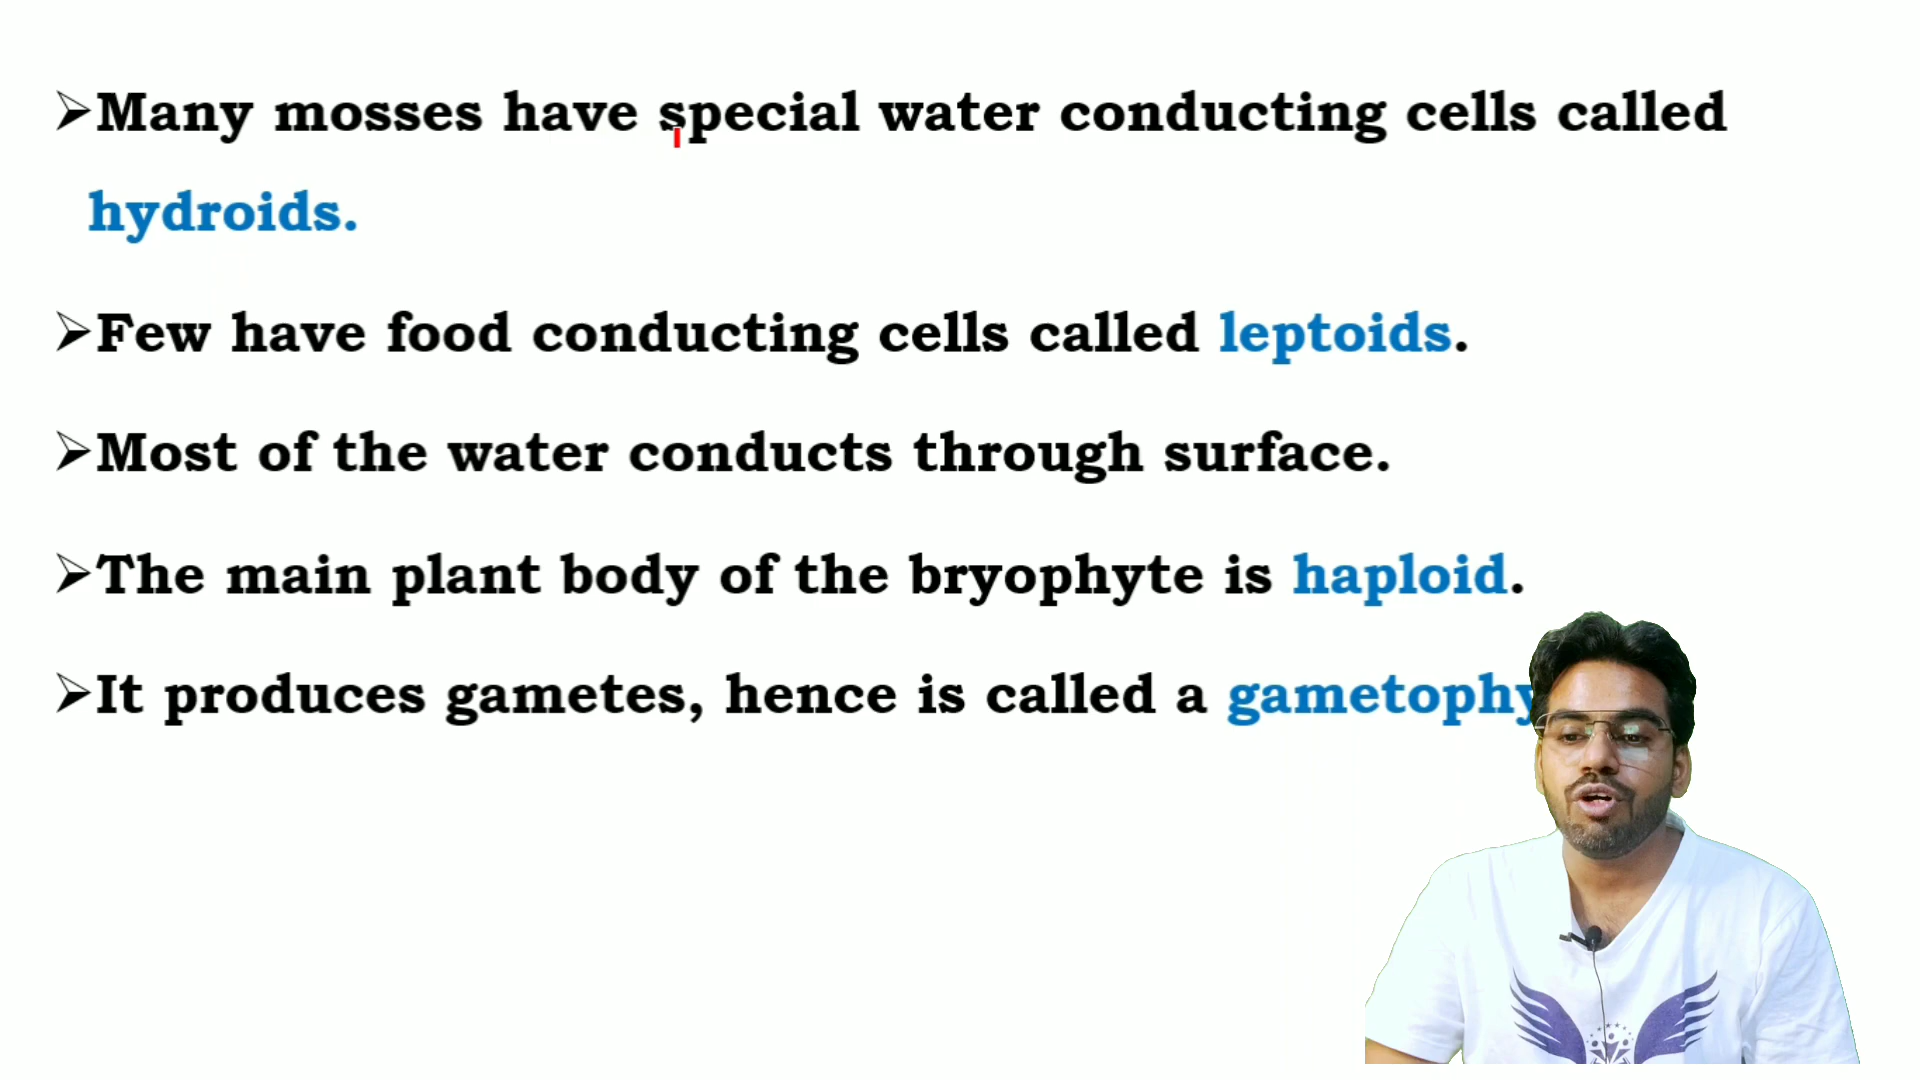 ➢Many mosses have special water conducting cells called
hydroids.
➢Few have food conducting cells called leptoids.
➢Most of the water conducts through surface.
➢The main plant body of the bryophyte is haploid.
➢It produces gametes, hence is called a gametophy